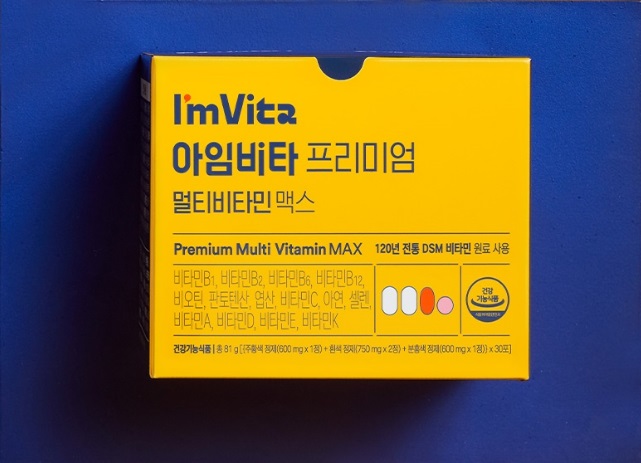 I'mVita
아임비타 프리미엄
멀티비타민 맥스
Premium Multi Vitamin MAX
120년 전통 DSM 비타민 원료 사용
비타민B1, 비타민B2, 비타민B6, 비타민B12,
비오틴, 판토텐산, 엽산, 비타민C, 아연, 셀렌,
비타민A, 비타민D, 비타민E, 비타민K
건강
기능식품
건강기능식품 | 총 81 g [{주황색 정제(600 mg x 1정) + 흰색 정제(750 mg x 2정) + 분홍색 정제(600 mg x 1정)} x 30포]